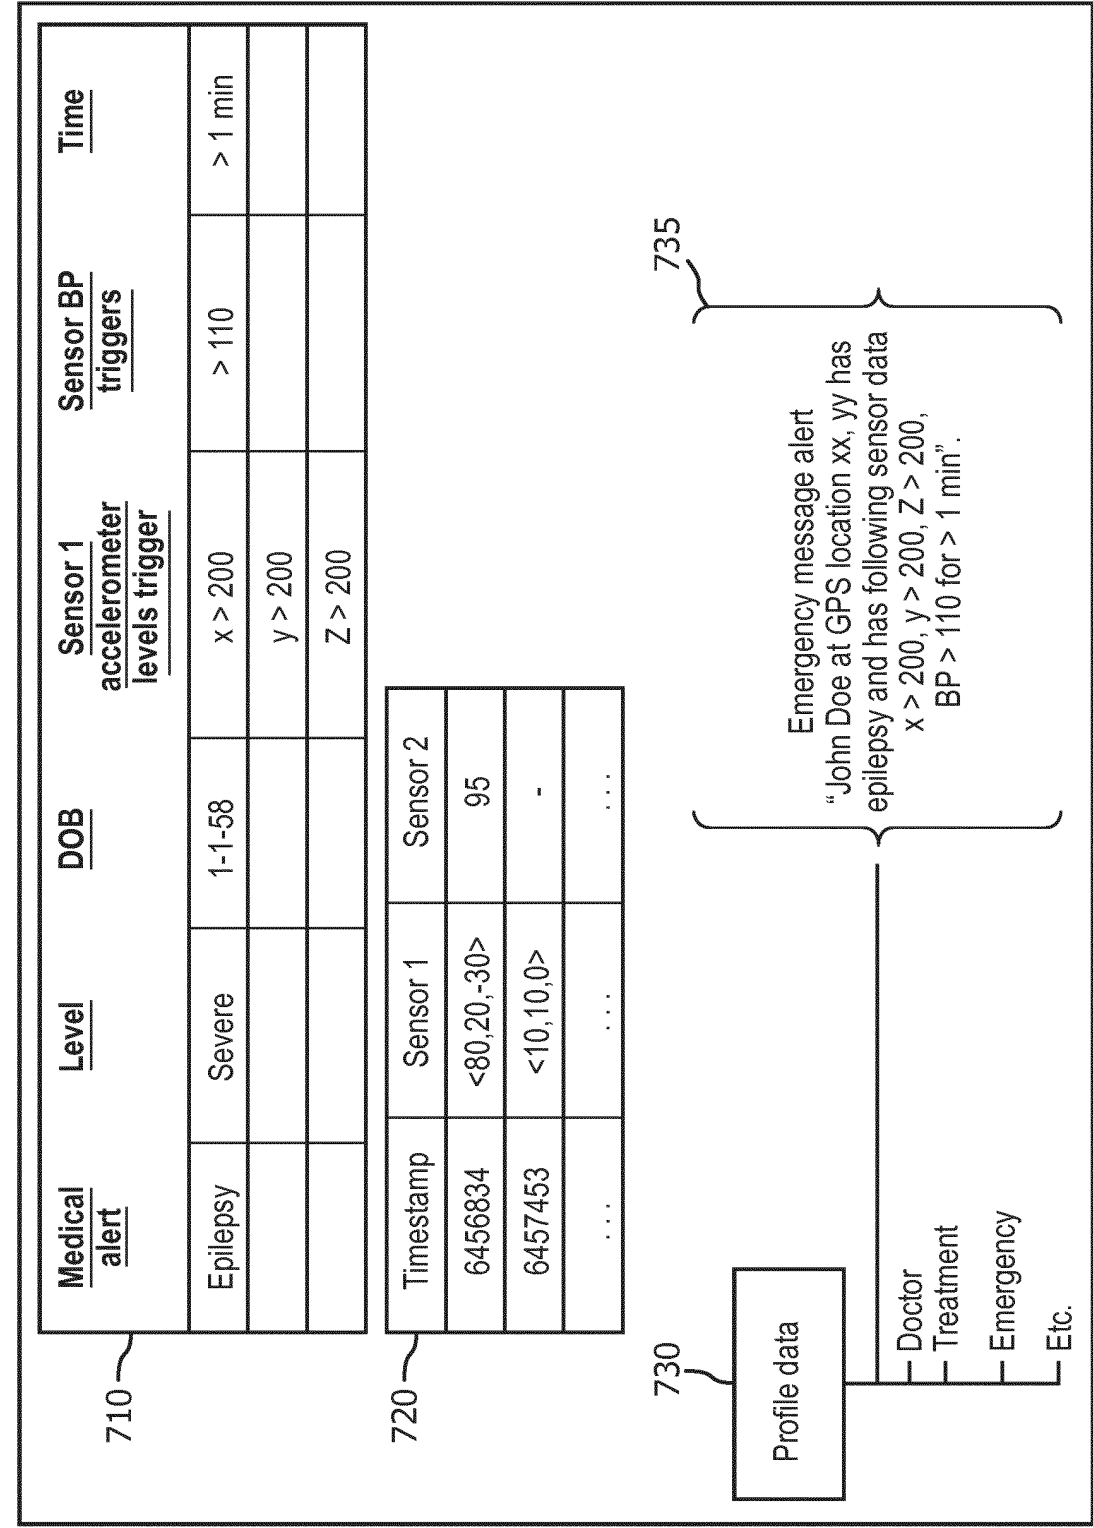 710
Medical alert | Level | DOB | Sensor 1 accelerometer levels trigger | Sensor BP triggers | Time
Epilepsy | Severe | 1-1-58 | x > 200 | > 110 | > 1 min
y > 200
Z > 200
720
Timestamp | Sensor 1 | Sensor 2
6456834 | <80,20,-30> | 95
6457453 | <10,10,0> | -
... | ... | ...
730
Profile data
Doctor
Treatment
Emergency
Etc.
735
Emergency message alert
“John Doe at GPS location xx, yy has
epilepsy and has following sensor data
x > 200, y > 200, Z > 200,
BP > 110 for > 1 min”.